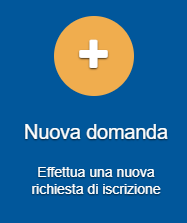 Nuova domanda
Effettua una nuova
richiesta di iscrizione